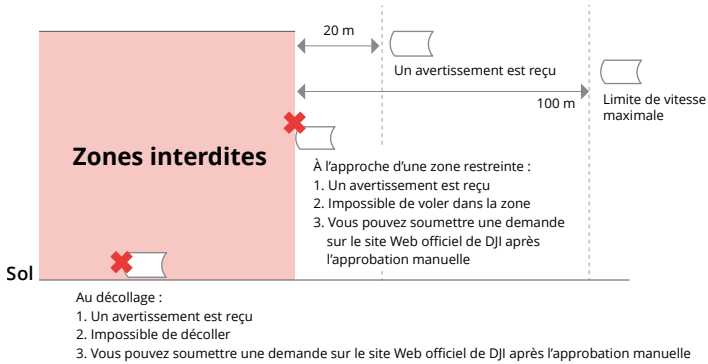 20 m
Un avertissement est reçu
100 m
Limite de vitesse
maximale
Zones interdites
À l’approche d’une zone restreinte :
1. Un avertissement est reçu
2. Impossible de voler dans la zone
3. Vous pouvez soumettre une demande
sur le site Web officiel de DJI après
l’approbation manuelle
Sol
Au décollage :
1. Un avertissement est reçu
2. Impossible de décoller
3. Vous pouvez soumettre une demande sur le site Web officiel de DJI après l’approbation manuelle